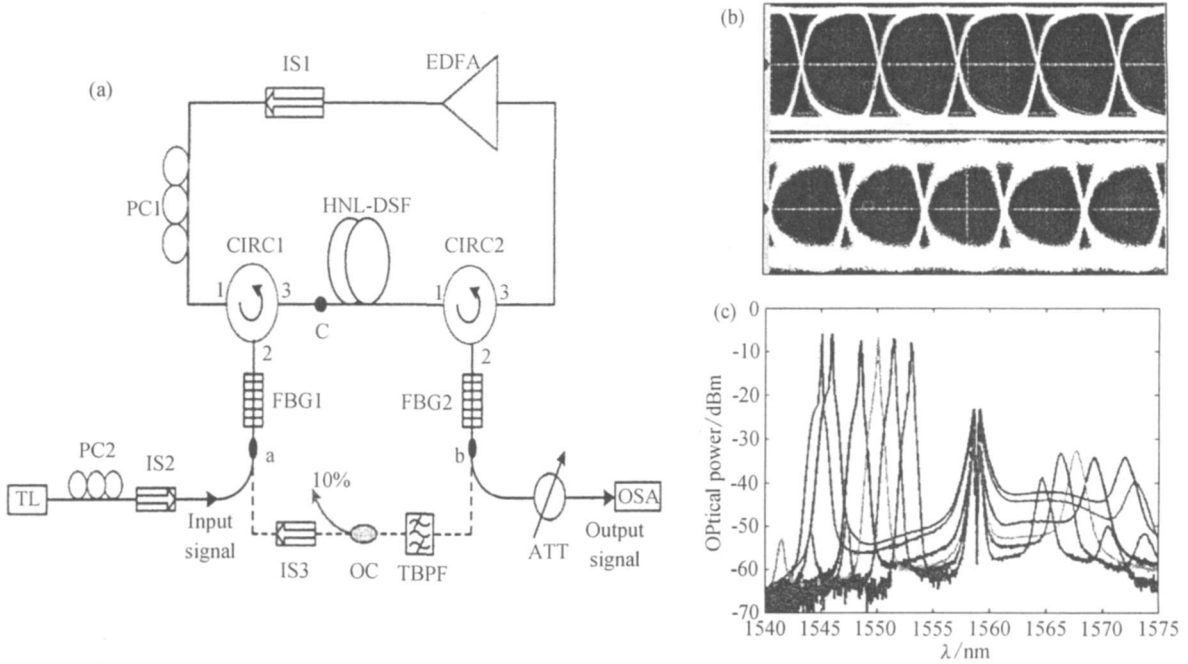 (a)
IS1
EDFA
PC1
HNL-DSF
CIRC1
CIRC2
1
3
1
3
C
2
2
FBG1
FBG2
PC2
IS2
a
b
TL
10%
OSA
Input
signal
IS3
OC
TBPF
ATT
Output
signal
(b)
(c)
0
-10
-20
-30
-40
-50
-60
-70
OPtical power/dBm
1540
1545
1550
1555
1560
1565
1570
1575
λ/nm